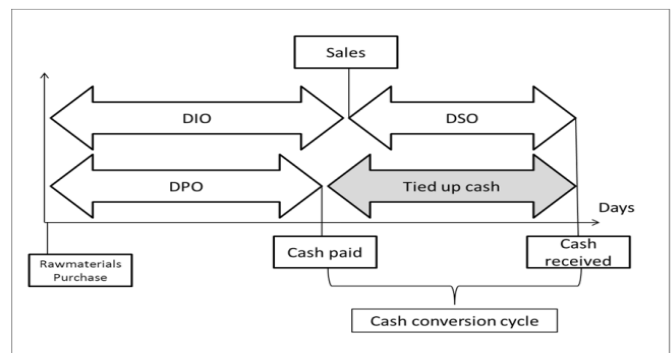 Sales
DIO
DSO
DPO
Tied up cash
Days
Rawmaterials
Purchase
Cash paid
Cash
received
Cash conversion cycle